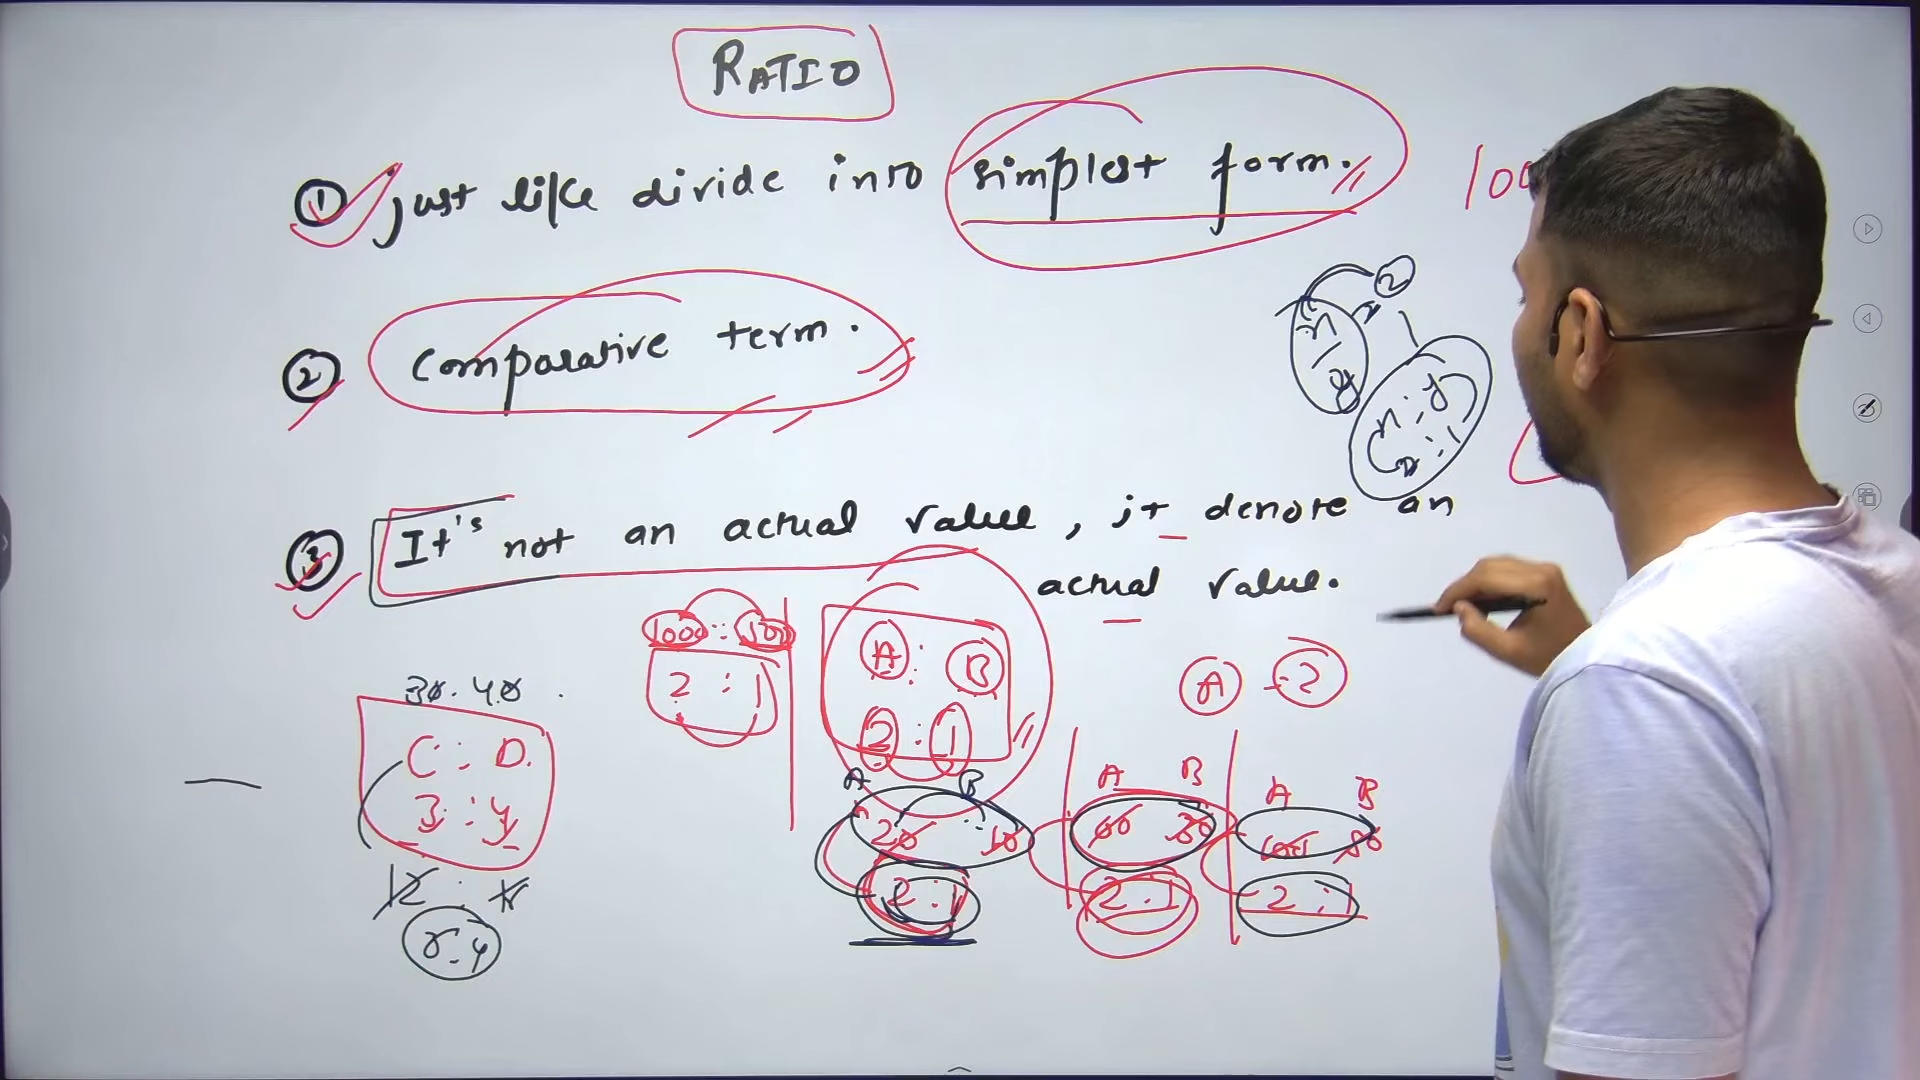 RATIO
① just like divide into simplest form.
100
② Comparative term.
③ It's not an actual value, it denote an
actual value.
A : B
2 : 1
2 : 1
A 2
30 . 40 .
C : D.
3 : 4
A B
20 : 10
2 : 1
A B
60 30
2 : 1
A B
2 : 1